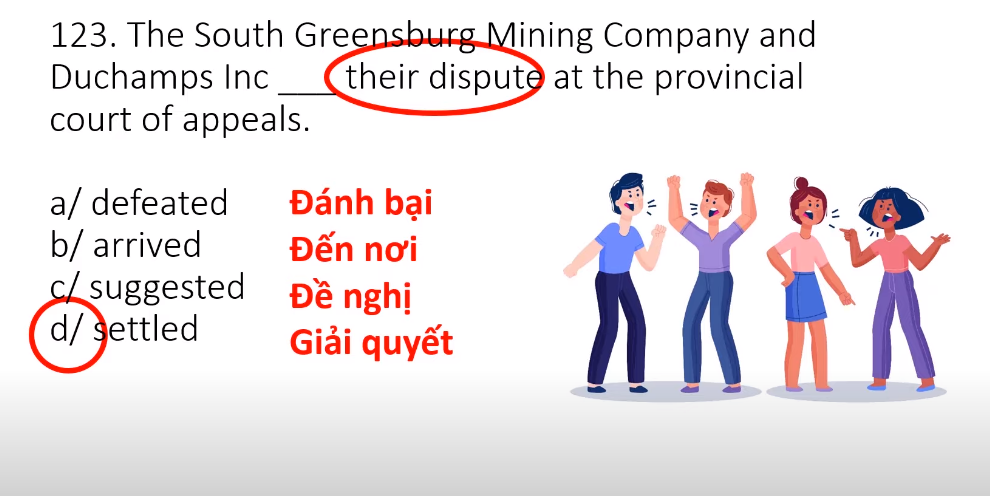 123. The South Greensburg Mining Company and
Duchamps Inc ___ their dispute at the provincial
court of appeals.
a/ defeated Đánh bại
b/ arrived Đến nơi
c/ suggested Đề nghị
d/ settled Giải quyết